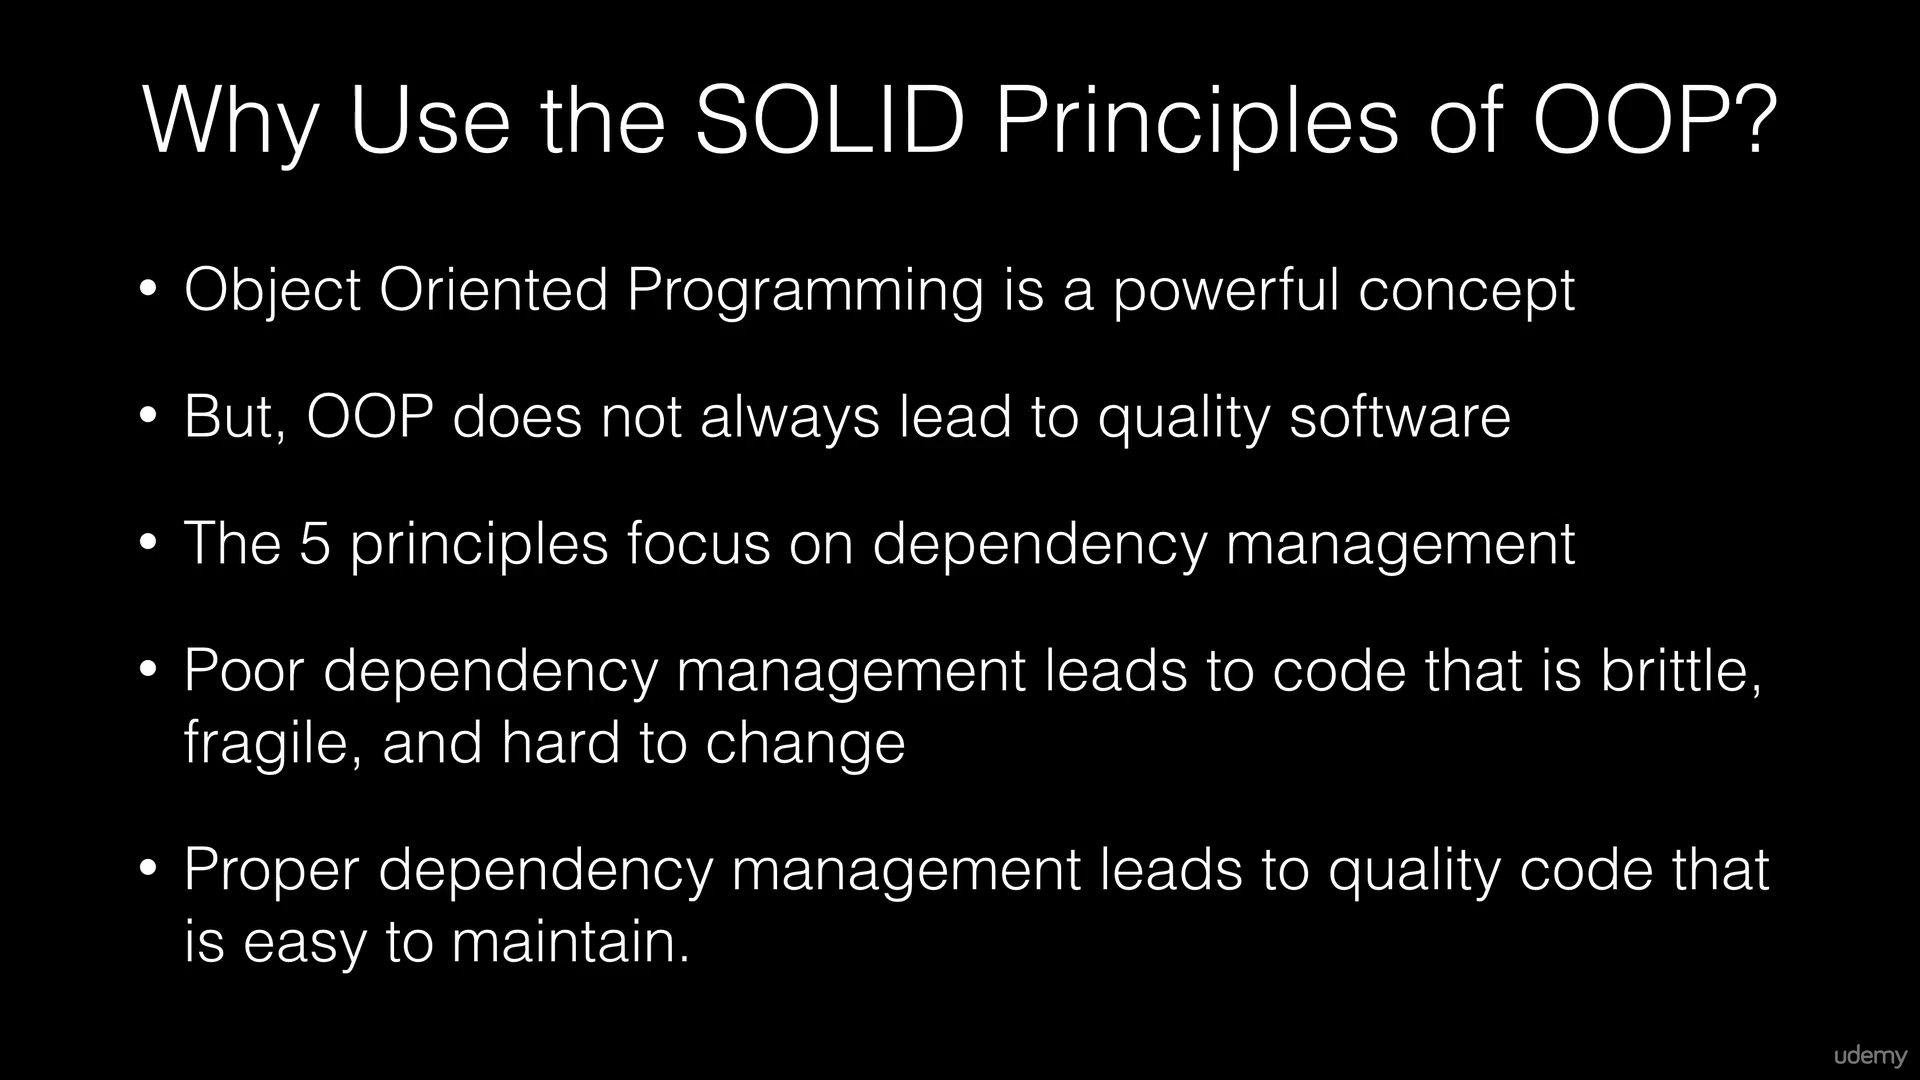 Why Use the SOLID Principles of OOP?
• Object Oriented Programming is a powerful concept
• But, OOP does not always lead to quality software
• The 5 principles focus on dependency management
• Poor dependency management leads to code that is brittle,
fragile, and hard to change
• Proper dependency management leads to quality code that
is easy to maintain.
udemy